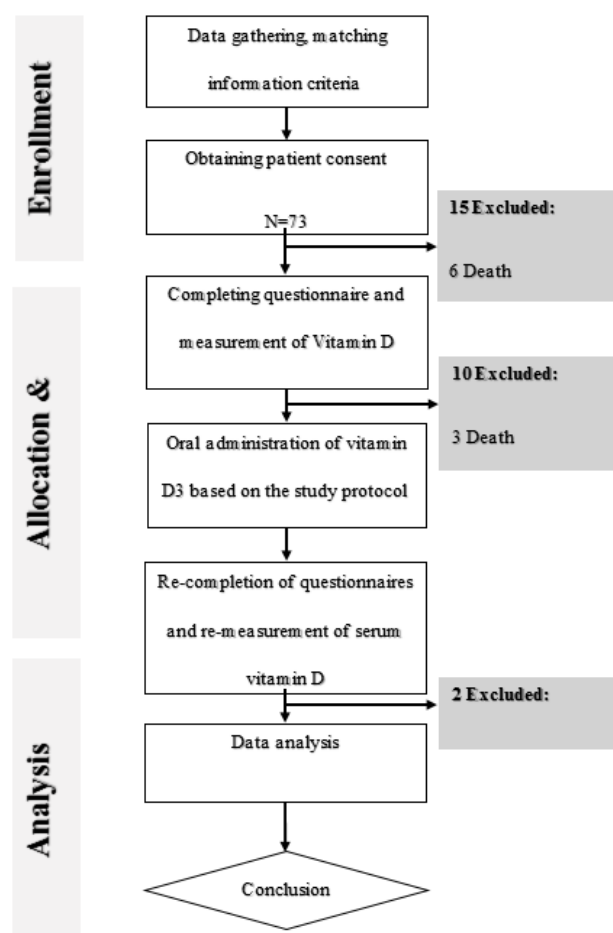 Enrollment
Data gathering, matching
information criteria
Obtaining patient consent
N=73
15 Excluded:
6 Death
Allocation &
Completing questionnaire and
measurement of Vitamin D
10 Excluded:
3 Death
Oral administration of vitamin
D3 based on the study protocol
Re-completion of questionnaires
and re-measurement of serum
vitamin D
Analysis
2 Excluded:
Data analysis
Conclusion